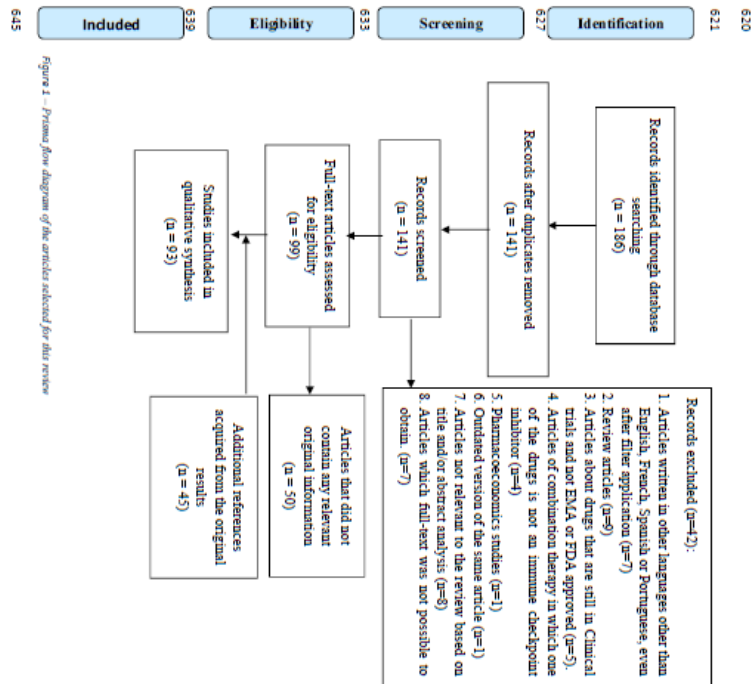 620
621
Identification
Records identified through database
searching
(n = 186)
627
Screening
Records after duplicates removed
(n = 141)
Records screened
(n = 141)
Records excluded (n=42):
1. Articles written in other languages other than
English, French, Spanish or Portuguese, even
after filter application (n=7)
2. Review articles (n=9)
3. Articles about drugs that are still in Clinical
trials and not EMA or FDA approved (n=5).
4. Articles of combination therapy in which one
of the drugs is not an immune checkpoint
inhibitor (n=4)
5. Pharmacoeconomics studies (n=1)
6. Outdated version of the same article (n=1)
7. Articles not relevant to the review based on
title and/or abstract analysis (n=8)
8. Articles which full-text was not possible to
obtain. (n=7)
633
Eligibility
Full-text articles assessed
for eligibility
(n = 99)
Articles that did not
contain any relevant
original information
(n = 50)
639
Included
Studies included in
qualitative synthesis
(n = 93)
Additional references
acquired from the original
results
(n = 45)
645
Figure 1 – Prisma flow diagram of the articles selected for this review